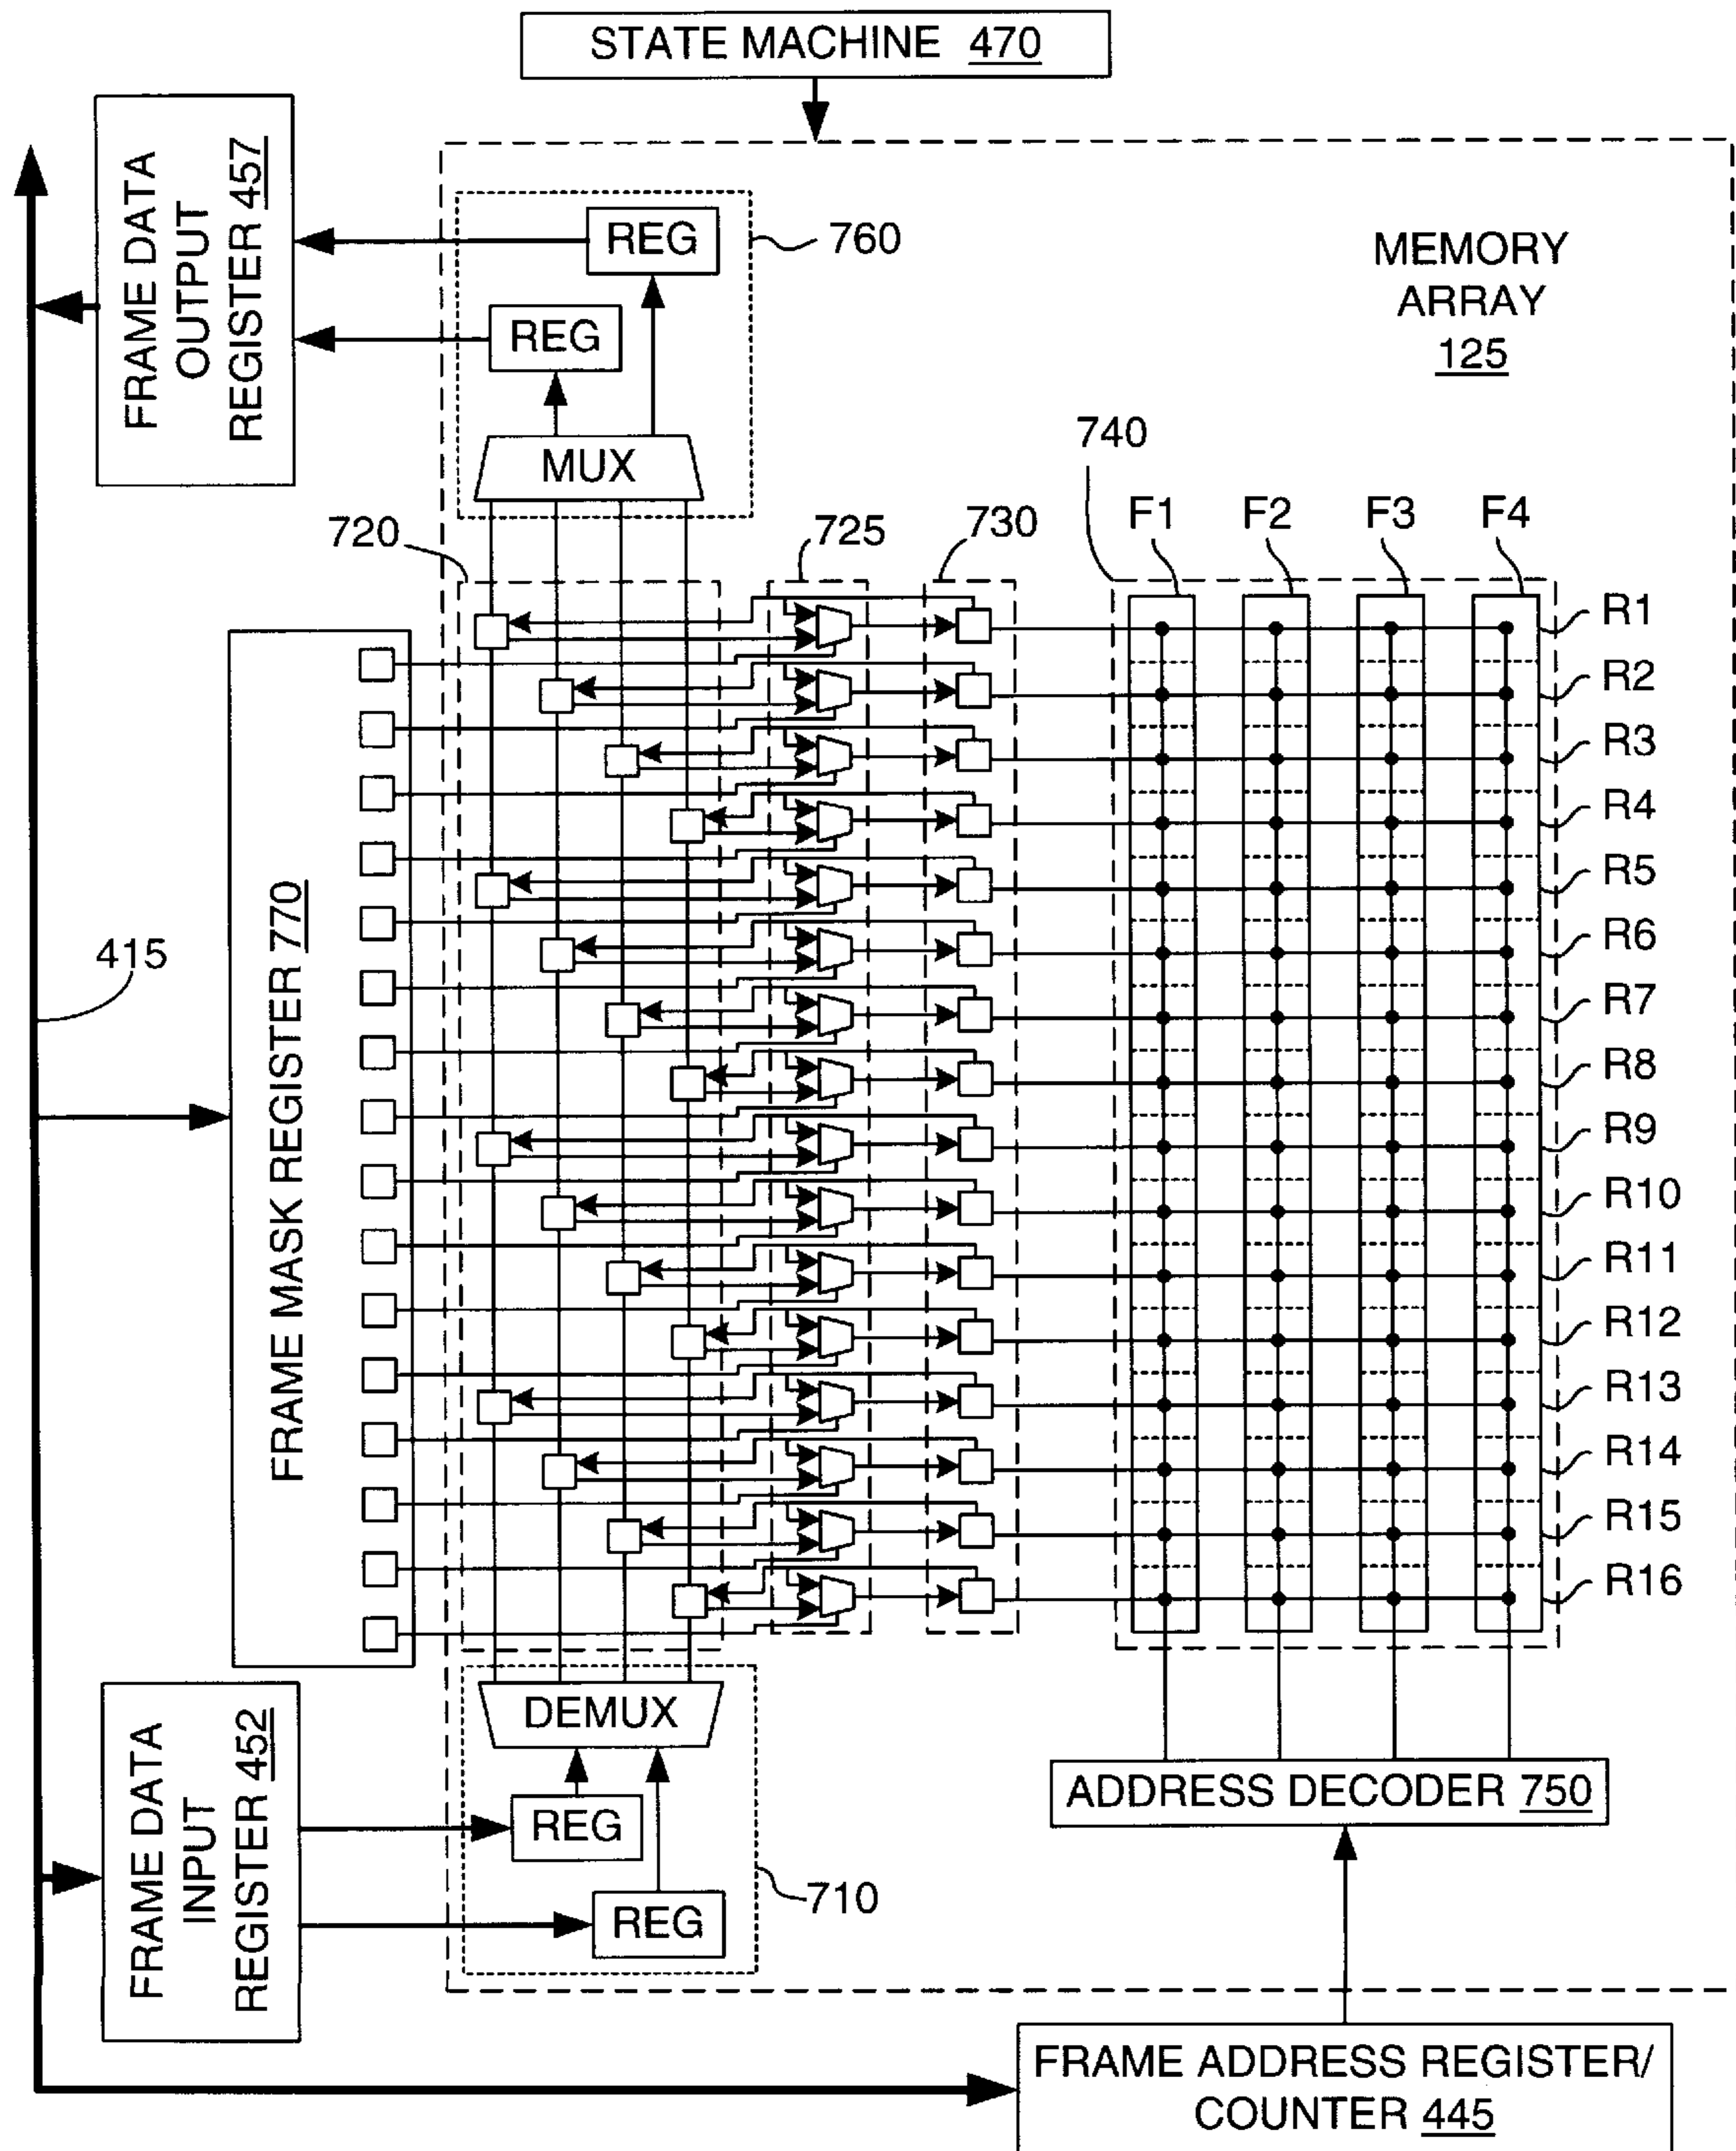 STATE MACHINE 470
FRAME DATA
OUTPUT
REGISTER 457
REG
REG
760
MUX
MEMORY
ARRAY
125
720
725
730
740
F1
F2
F3
F4
R1
R2
R3
R4
R5
R6
R7
R8
R9
R10
R11
R12
R13
R14
R15
R16
415
FRAME MASK REGISTER 770
FRAME DATA
INPUT
REGISTER 452
DEMUX
REG
REG
710
ADDRESS DECODER 750
FRAME ADDRESS REGISTER/
COUNTER 445